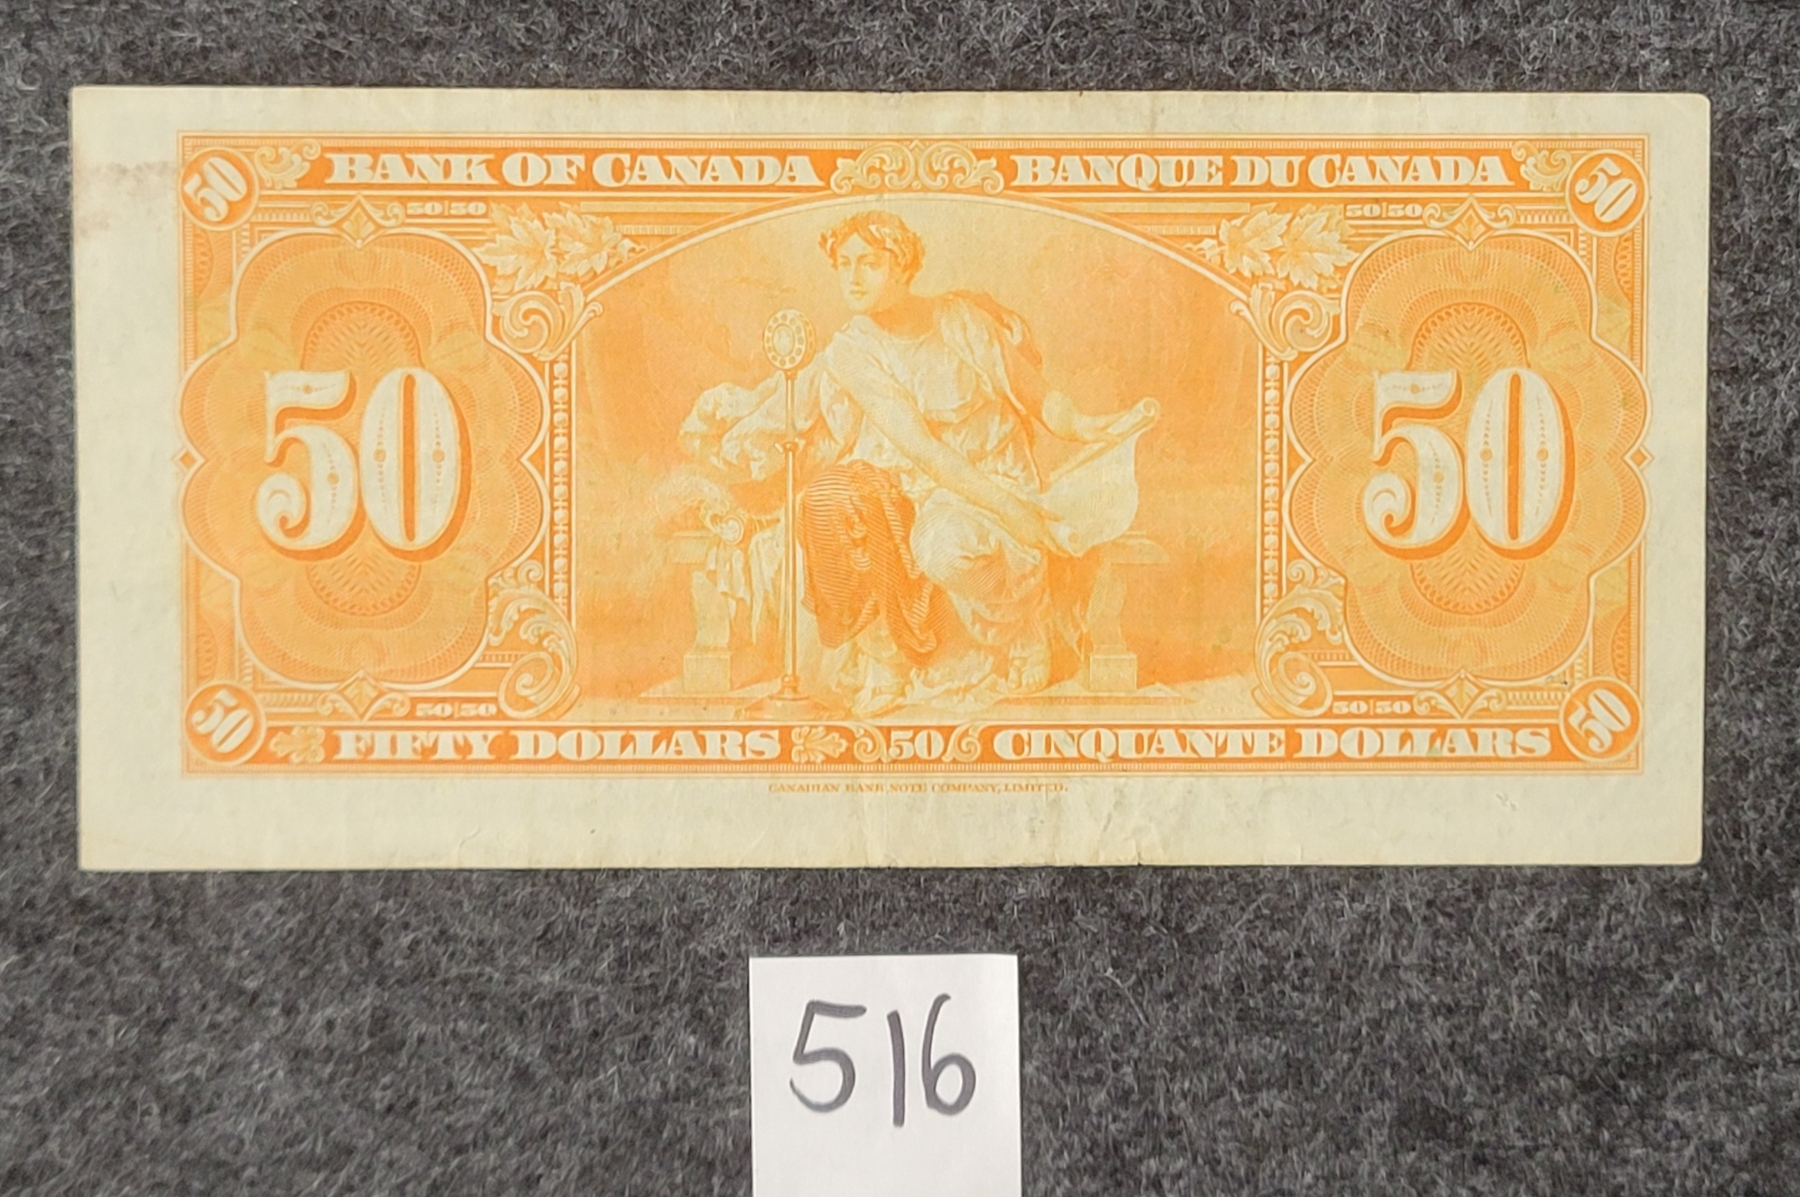 50 BANK OF CANADA BANQUE DU CANADA 50
50|50 50|50
50 50
50|50 50|50
50 FIFTY DOLLARS 50 CINQUANTE DOLLARS 50
CANADIAN BANK NOTE COMPANY, LIMITED.
516